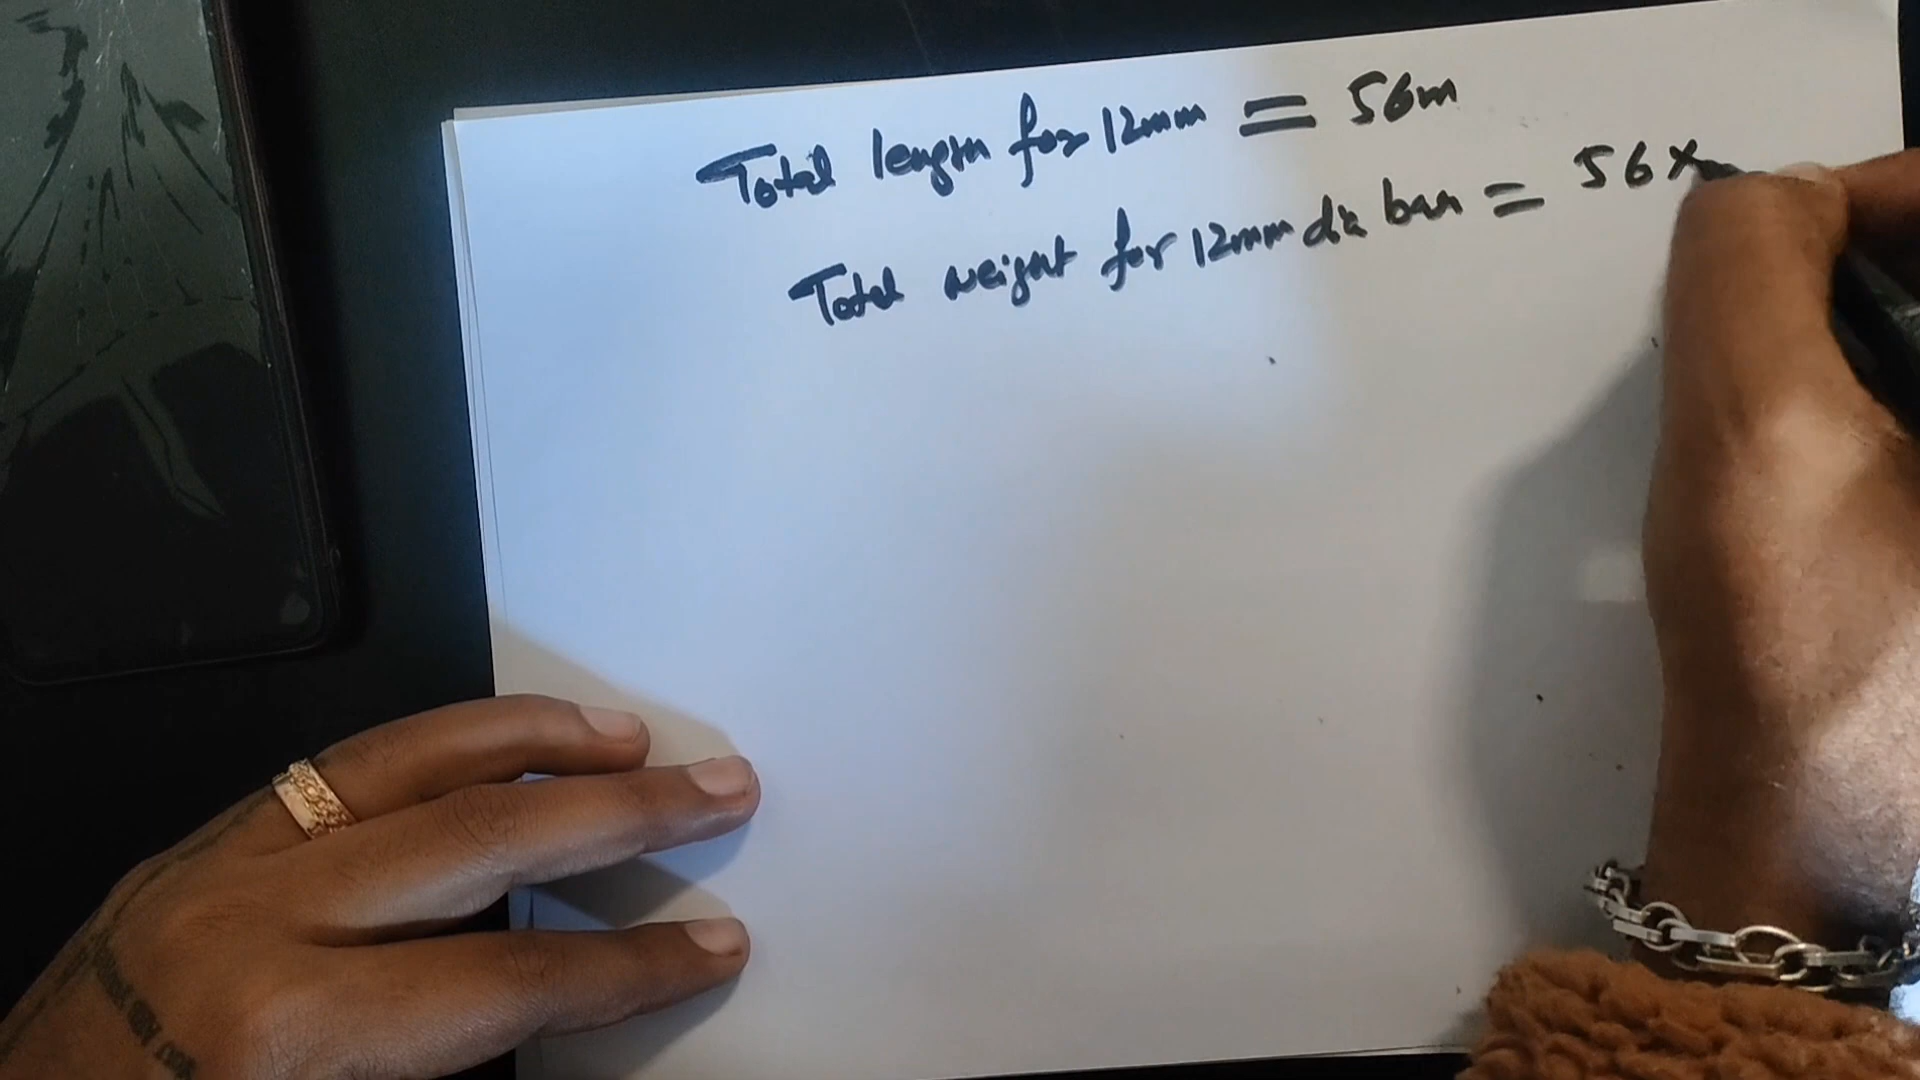 Total length for 12mm = 56m
Total weight for 12mm dia bar = 56 x